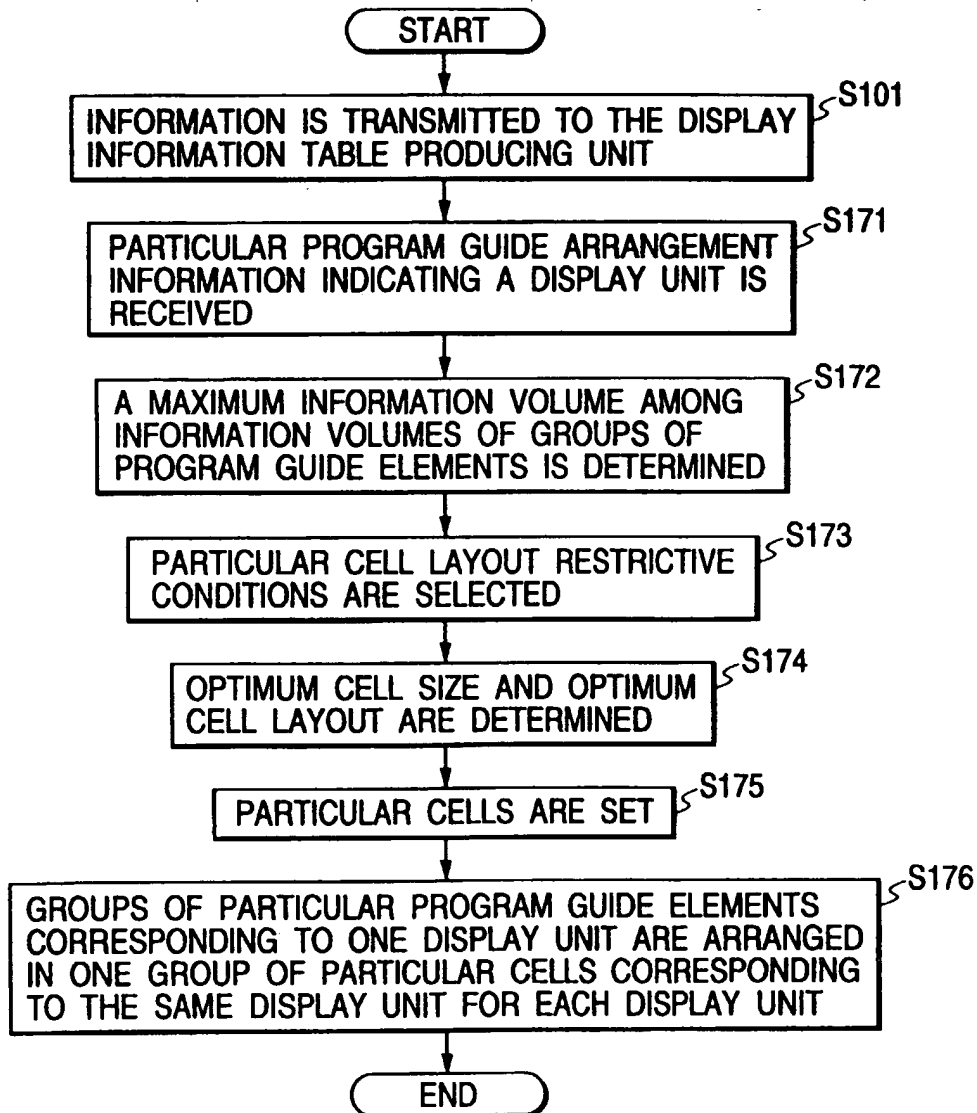 START
S101
INFORMATION IS TRANSMITTED TO THE DISPLAY
INFORMATION TABLE PRODUCING UNIT
S171
PARTICULAR PROGRAM GUIDE ARRANGEMENT
INFORMATION INDICATING A DISPLAY UNIT IS
RECEIVED
S172
A MAXIMUM INFORMATION VOLUME AMONG
INFORMATION VOLUMES OF GROUPS OF
PROGRAM GUIDE ELEMENTS IS DETERMINED
S173
PARTICULAR CELL LAYOUT RESTRICTIVE
CONDITIONS ARE SELECTED
S174
OPTIMUM CELL SIZE AND OPTIMUM
CELL LAYOUT ARE DETERMINED
S175
PARTICULAR CELLS ARE SET
S176
GROUPS OF PARTICULAR PROGRAM GUIDE ELEMENTS
CORRESPONDING TO ONE DISPLAY UNIT ARE ARRANGED
IN ONE GROUP OF PARTICULAR CELLS CORRESPONDING
TO THE SAME DISPLAY UNIT FOR EACH DISPLAY UNIT
END